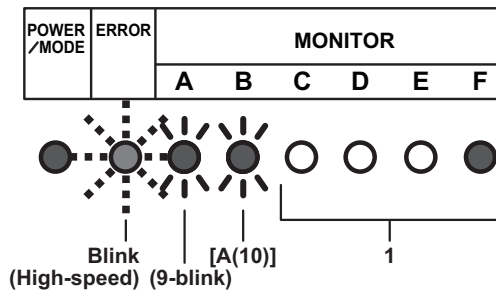 POWER
/MODE
ERROR
MONITOR
A B C D E F
Blink
(High-speed)
(9-blink)
[A(10)]
1